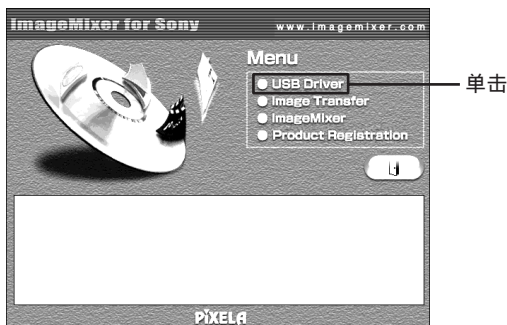 ImageMixer for Sony
www.imagemixer.com
Menu
USB Driver
单击
Image Transfer
ImageMixer
Product Registration
PIXELA